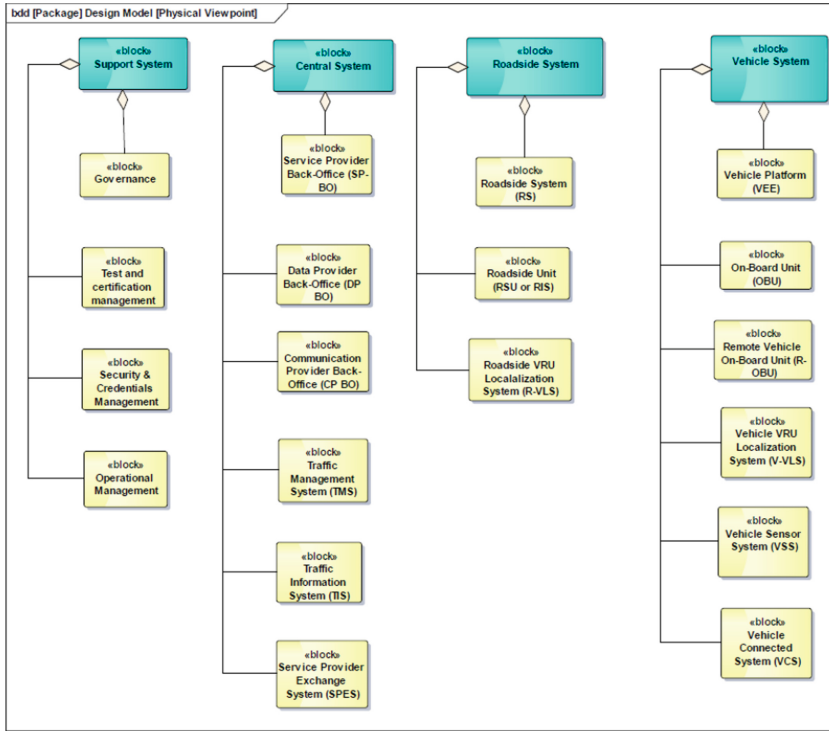 bdd [Package] Design Model [Physical Viewpoint]
«block»
Support System
«block»
Governance
«block»
Test and
certification
management
«block»
Security &
Credentials
Management
«block»
Operational
Management
«block»
Central System
«block»
Service Provider
Back-Office (SP-
BO)
«block»
Data Provider
Back-Office (DP
BO)
«block»
Communication
Provider Back-
Office (CP BO)
«block»
Traffic
Management
System (TMS)
«block»
Traffic
Information
System (TIS)
«block»
Service Provider
Exchange
System (SPES)
«block»
Roadside System
«block»
Roadside System
(RS)
«block»
Roadside Unit
(RSU or RIS)
«block»
Roadside VRU
Localalization
System (R-VLS)
«block»
Vehicle System
«block»
Vehicle Platform
(VEE)
«block»
On-Board Unit
(OBU)
«block»
Remote Vehicle
On-Board Unit (R-
OBU)
«block»
Vehicle VRU
Localization
System (V-VLS)
«block»
Vehicle Sensor
System (VSS)
«block»
Vehicle
Connected
System (VCS)